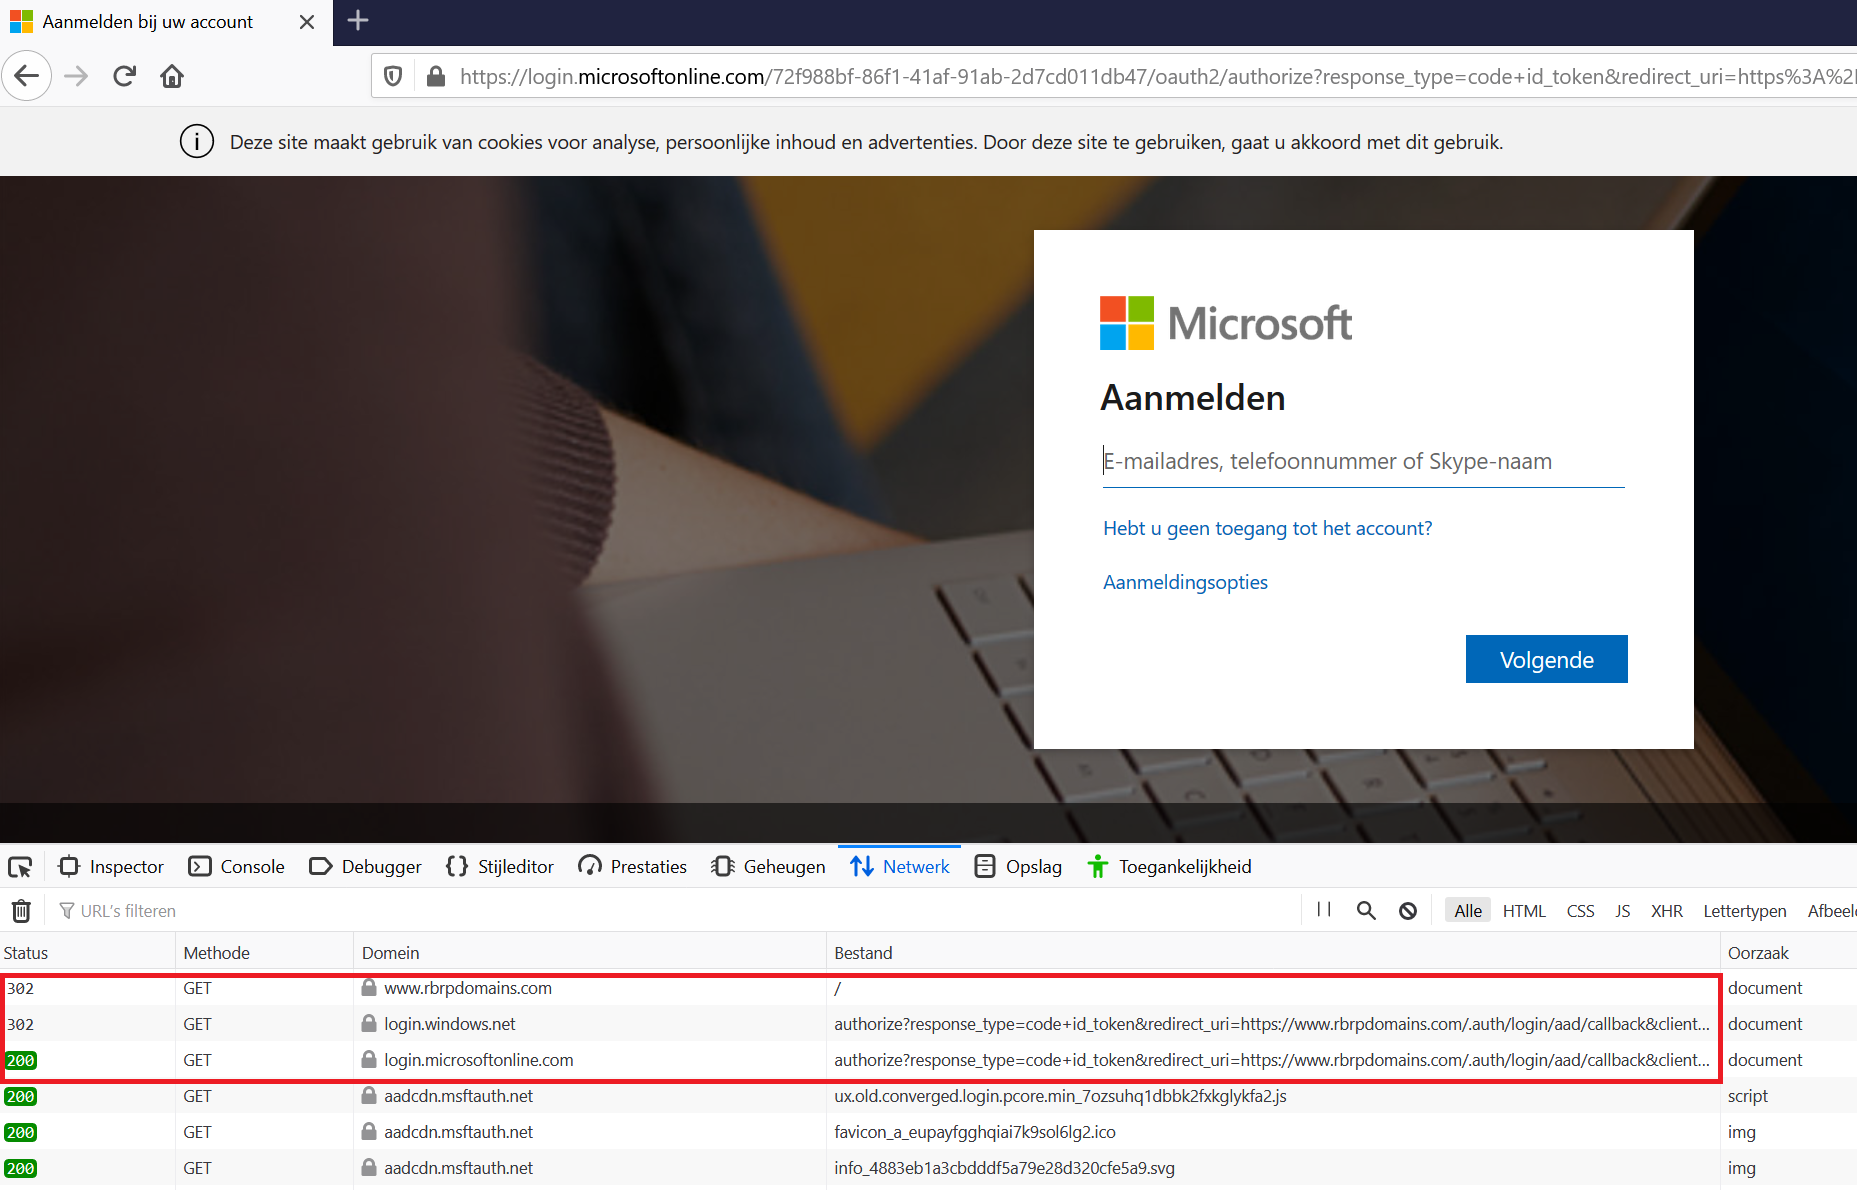 Aanmelden bij uw account
https://login.microsoftonline.com/72f988bf-86f1-41af-91ab-2d7cd011db47/oauth2/authorize?response_type=code+id_token&redirect_uri=https%3A%2
Deze site maakt gebruik van cookies voor analyse, persoonlijke inhoud en advertenties. Door deze site te gebruiken, gaat u akkoord met dit gebruik.
Microsoft
Aanmelden
E-mailadres, telefoonnummer of Skype-naam
Hebt u geen toegang tot het account?
Aanmeldingsopties
Volgende
Inspector Console Debugger Stijleditor Prestaties Geheugen Netwerk Opslag Toegankelijkheid
URL's filteren Alle HTML CSS JS XHR Lettertypen Afbeel
Status Methode Domein Bestand Oorzaak
302 GET www.rbrpdomains.com / document
302 GET login.windows.net authorize?response_type=code+id_token&redirect_uri=https://www.rbrpdomains.com/.auth/login/aad/callback&client... document
200 GET login.microsoftonline.com authorize?response_type=code+id_token&redirect_uri=https://www.rbrpdomains.com/.auth/login/aad/callback&client... document
200 GET aadcdn.msftauth.net ux.old.converged.login.pcore.min_7ozsuhq1dbbk2fxkglykfa2.js script
200 GET aadcdn.msftauth.net favicon_a_eupayfgghqiai7k9sol6lg2.ico img
200 GET aadcdn.msftauth.net info_4883eb1a3cbdddf5a79e28d320cfe5a9.svg img